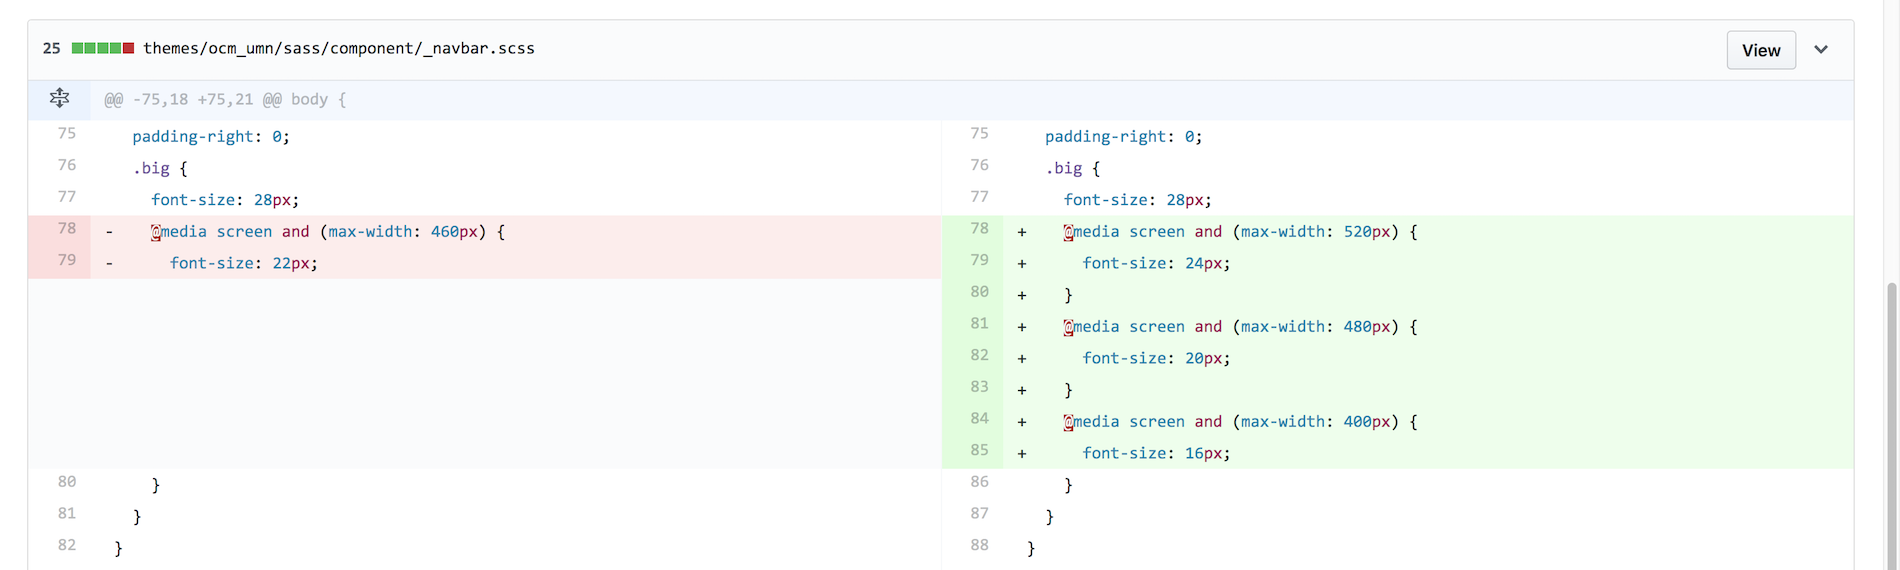 25 themes/ocm_umn/sass/component/_navbar.scss View
@@ -75,18 +75,21 @@ body {
75 padding-right: 0;
76 .big {
77 font-size: 28px;
78 - @media screen and (max-width: 460px) {
79 - font-size: 22px;
80 }
81 }
82 }
75 padding-right: 0;
76 .big {
77 font-size: 28px;
78 + @media screen and (max-width: 520px) {
79 + font-size: 24px;
80 + }
81 + @media screen and (max-width: 480px) {
82 + font-size: 20px;
83 + }
84 + @media screen and (max-width: 400px) {
85 + font-size: 16px;
86 }
87 }
88 }